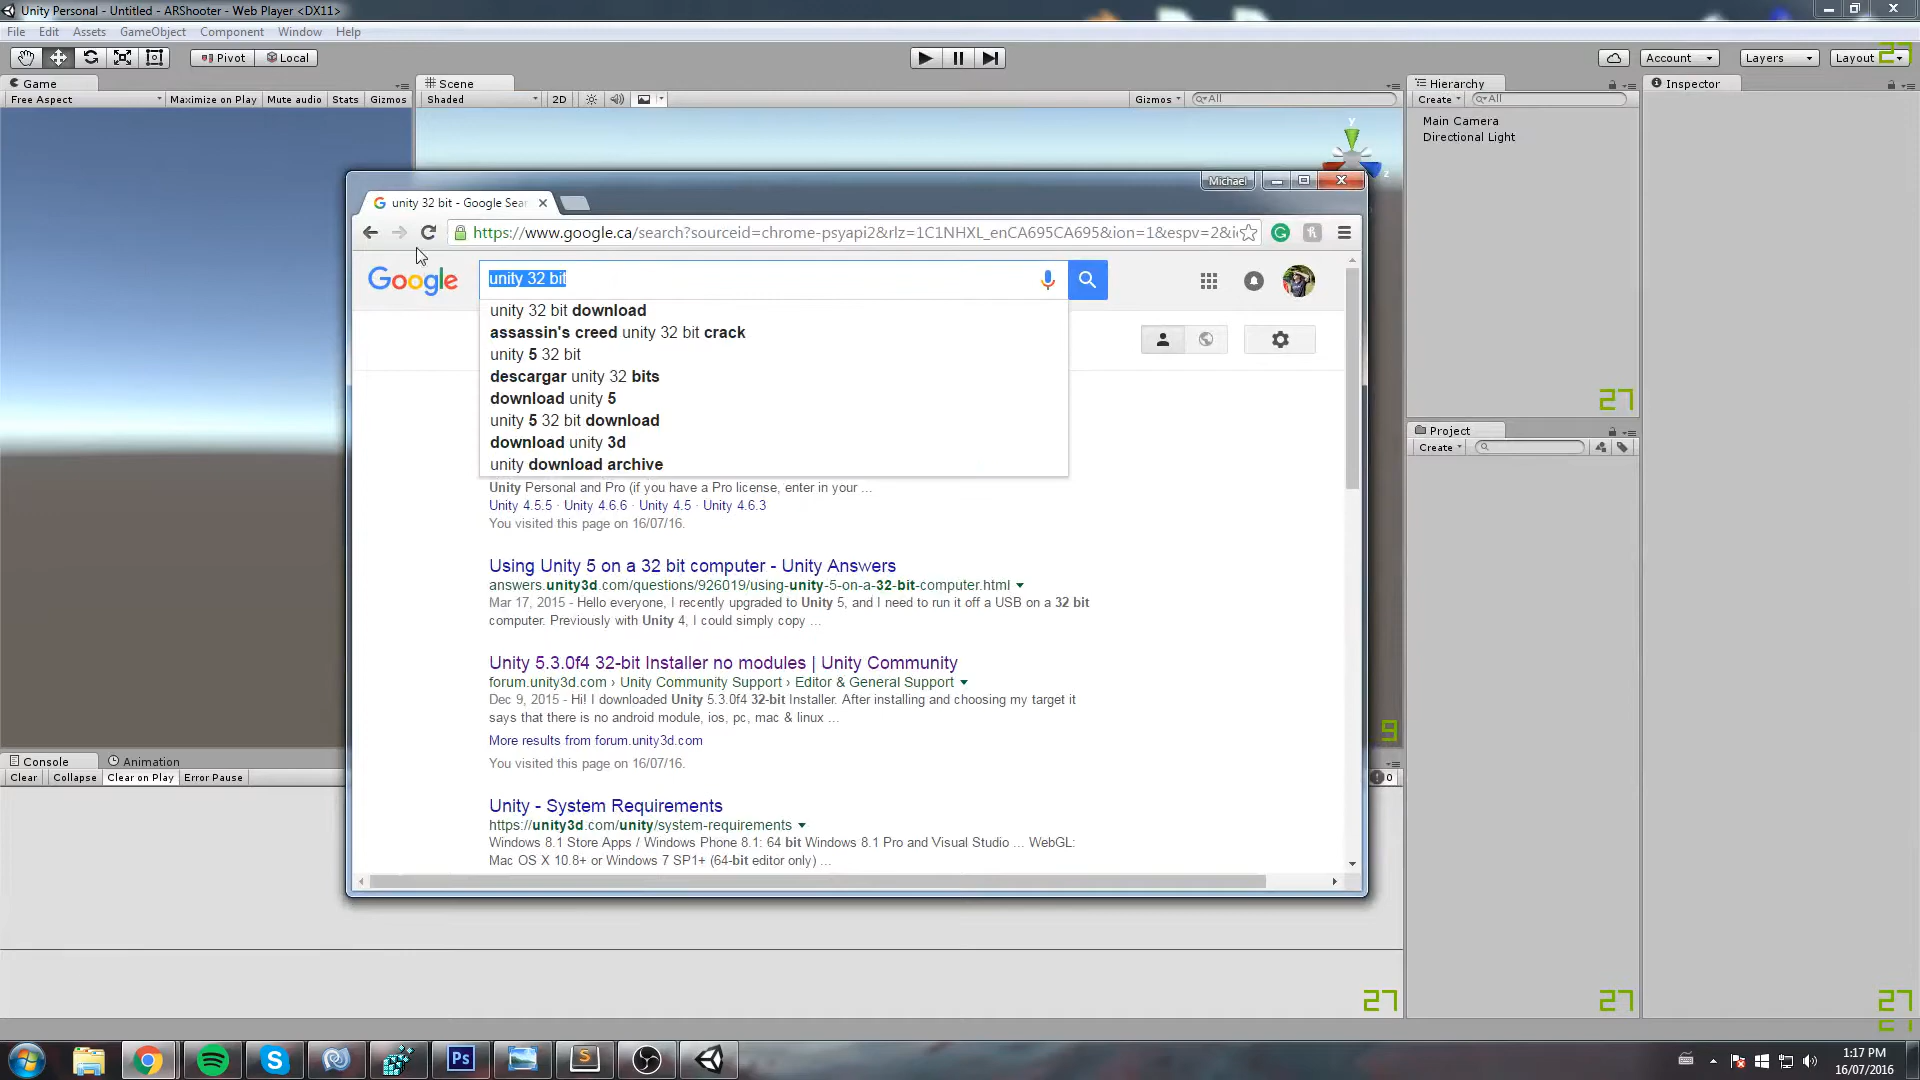 Unity Personal - Untitled - ARShooter - Web Player <DX11>
File Edit Assets GameObject Component Window Help
Pivot Local Account Layers Layout
27
Game Scene Hierarchy Inspector
Free Aspect Maximize on Play Mute audio Stats Gizmos Shaded 2D Gizmos All Create All
Main Camera
Directional Light
y
z
Michael
unity 32 bit - Google Sear
https://www.google.ca/search?sourceid=chrome-psyapi2&rlz=1C1NHXL_enCA695CA695&ion=1&espv=2&i
Google unity 32 bit
unity 32 bit download
assassin's creed unity 32 bit crack
unity 5 32 bit
descargar unity 32 bits
download unity 5
unity 5 32 bit download
download unity 3d
unity download archive
27
Project
Create
Unity Personal and Pro (if you have a Pro license, enter in your ...
Unity 4.5.5 · Unity 4.6.6 · Unity 4.5 · Unity 4.6.3
You visited this page on 16/07/16.
Using Unity 5 on a 32 bit computer - Unity Answers
answers.unity3d.com/questions/926019/using-unity-5-on-a-32-bit-computer.html
Mar 17, 2015 - Hello everyone, I recently upgraded to Unity 5, and I need to run it off a USB on a 32 bit
computer. Previously with Unity 4, I could simply copy ...
Unity 5.3.0f4 32-bit Installer no modules | Unity Community
forum.unity3d.com › Unity Community Support › Editor & General Support
Dec 9, 2015 - Hi! I downloaded Unity 5.3.0f4 32-bit Installer. After installing and choosing my target it
says that there is no android module, ios, pc, mac & linux ...
More results from forum.unity3d.com
You visited this page on 16/07/16.
9
Unity - System Requirements
https://unity3d.com/unity/system-requirements
Windows 8.1 Store Apps / Windows Phone 8.1: 64 bit Windows 8.1 Pro and Visual Studio ... WebGL:
Mac OS X 10.8+ or Windows 7 SP1+ (64-bit editor only) ...
Console Animation
Clear Collapse Clear on Play Error Pause 0
27 27 27
Ps
S
1:17 PM
16/07/2016